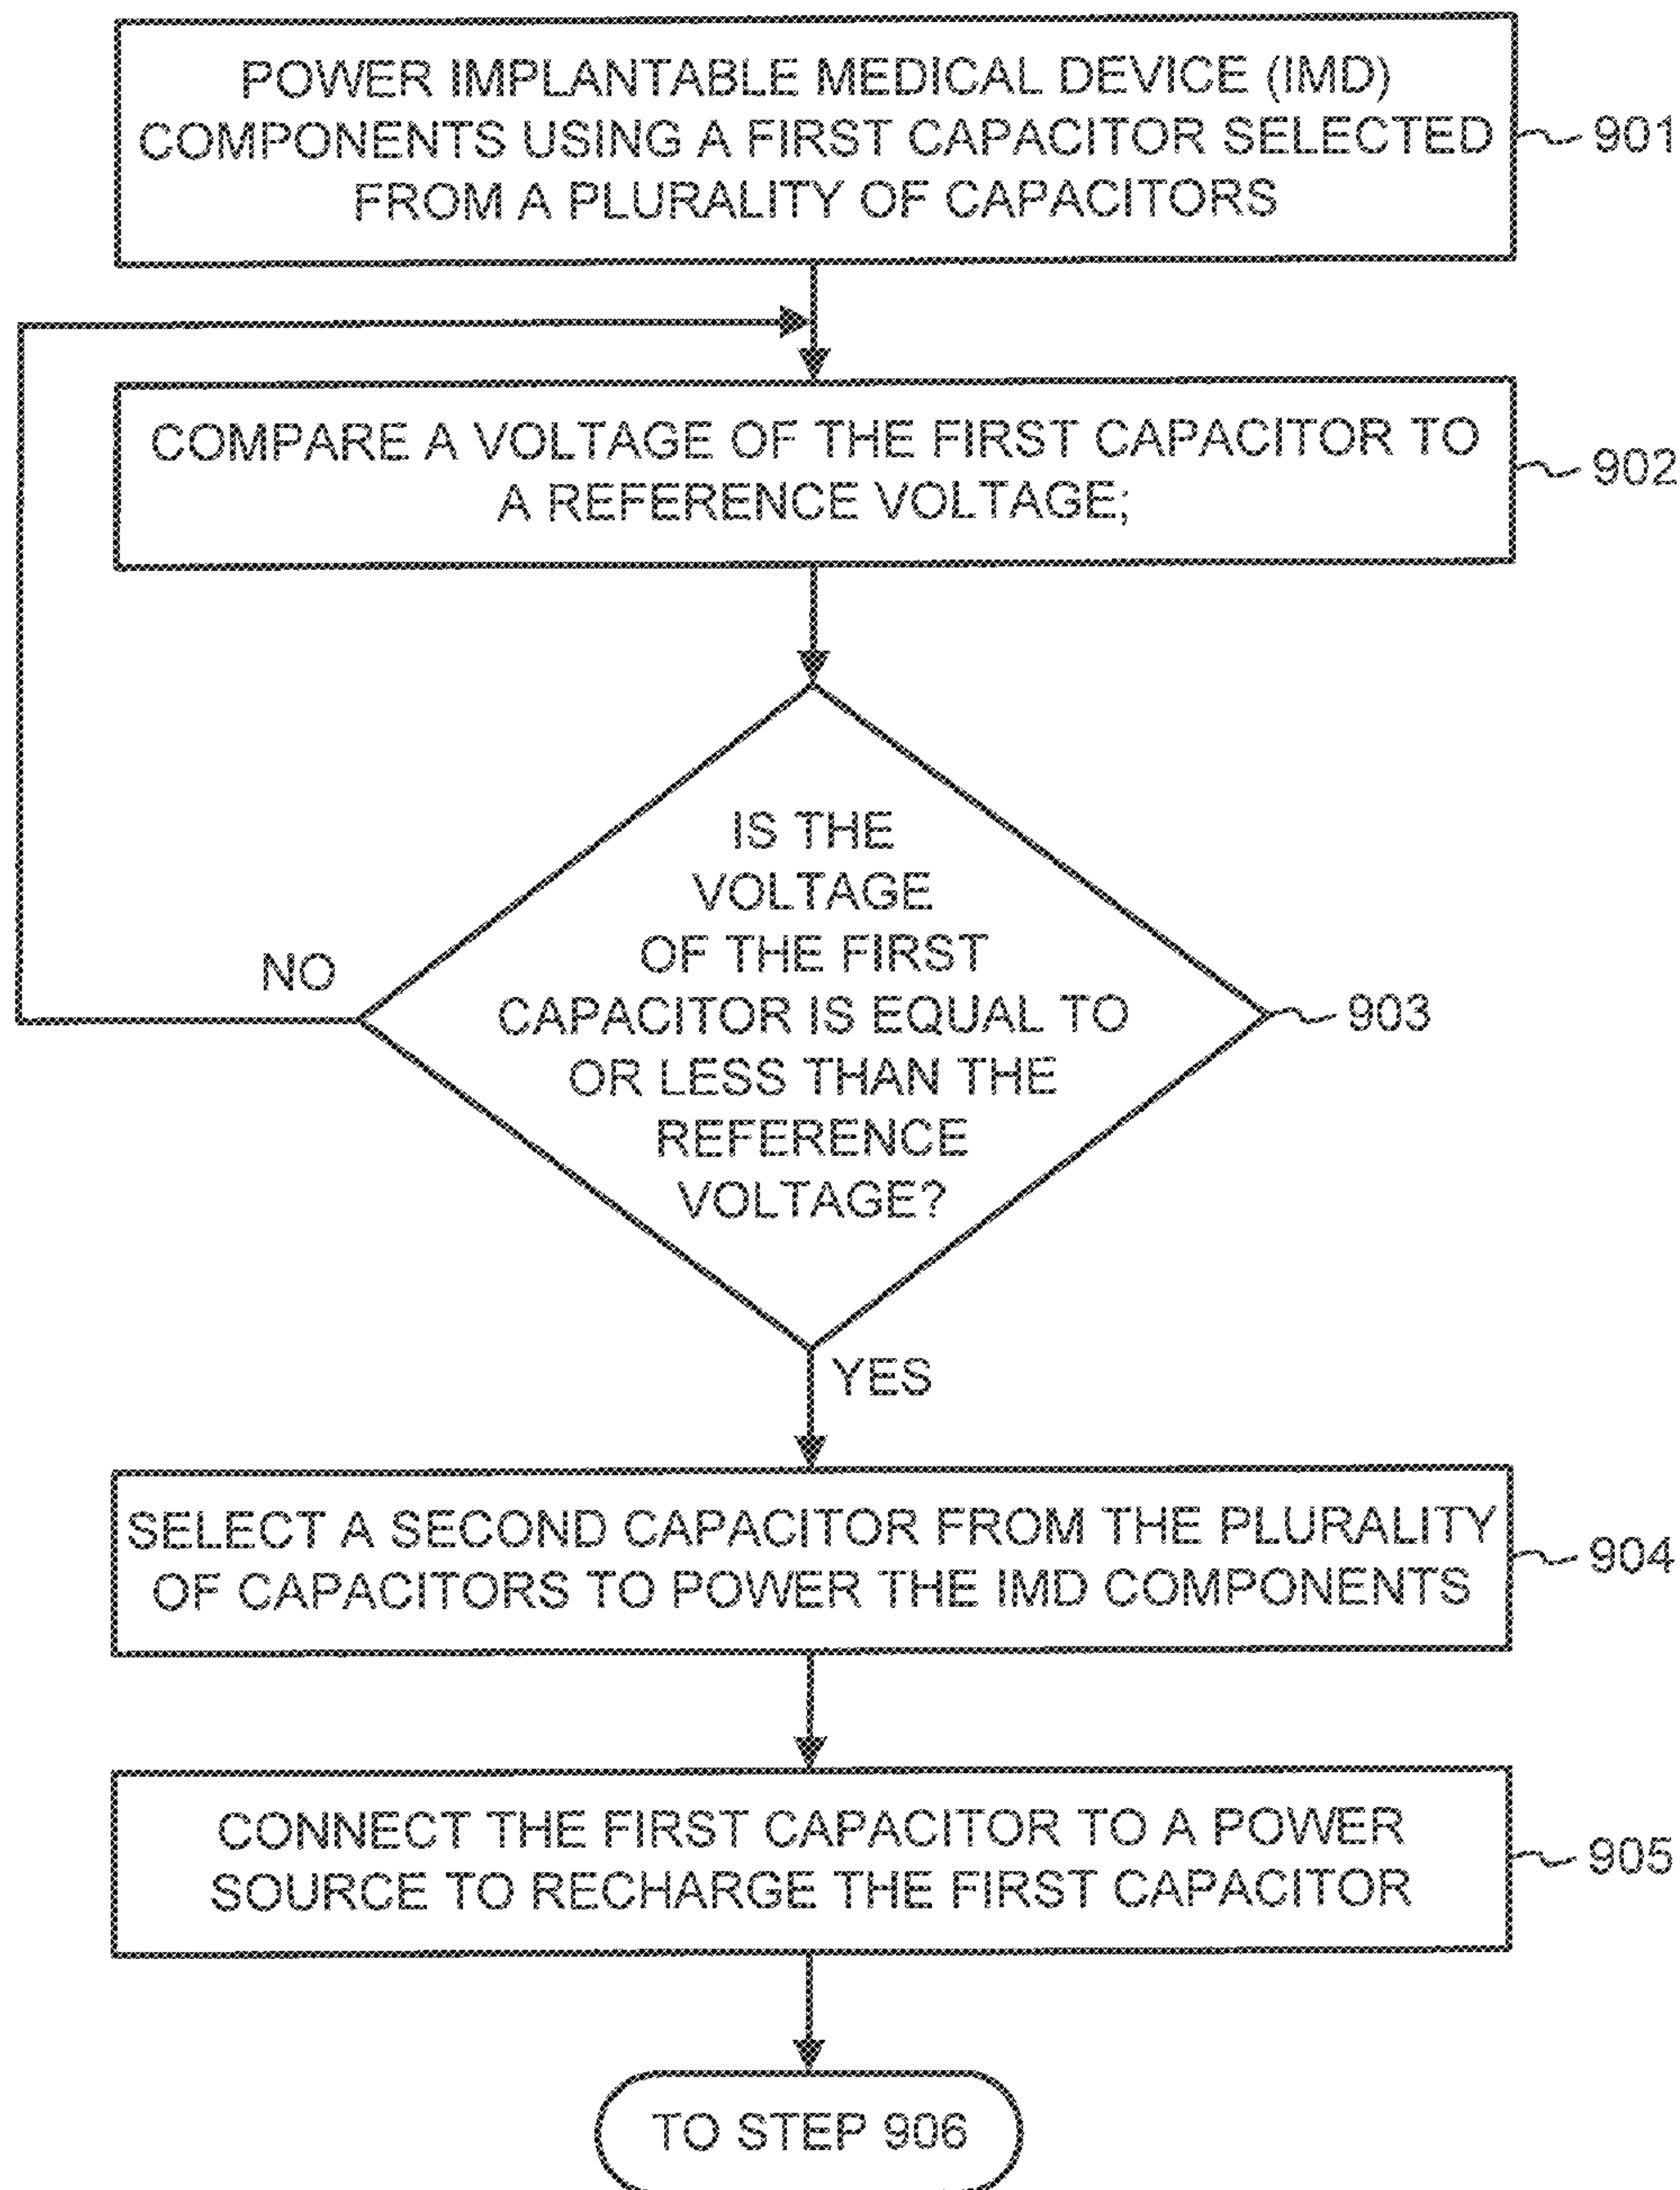 POWER IMPLANTABLE MEDICAL DEVICE (IMD)
COMPONENTS USING A FIRST CAPACITOR SELECTED
FROM A PLURALITY OF CAPACITORS
901
COMPARE A VOLTAGE OF THE FIRST CAPACITOR TO
A REFERENCE VOLTAGE;
902
IS THE
VOLTAGE
OF THE FIRST
CAPACITOR IS EQUAL TO
OR LESS THAN THE
REFERENCE
VOLTAGE?
903
NO
YES
SELECT A SECOND CAPACITOR FROM THE PLURALITY
OF CAPACITORS TO POWER THE IMD COMPONENTS
904
CONNECT THE FIRST CAPACITOR TO A POWER
SOURCE TO RECHARGE THE FIRST CAPACITOR
905
TO STEP 906